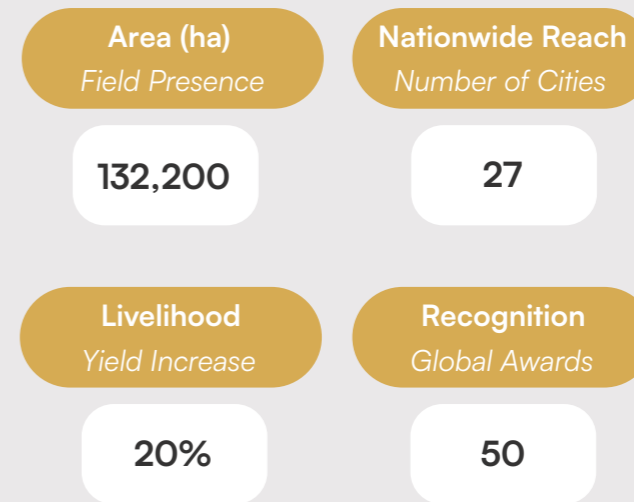 Area (ha)
Field Presence
132,200
Nationwide Reach
Number of Cities
27
Livelihood
Yield Increase
20%
Recognition
Global Awards
50